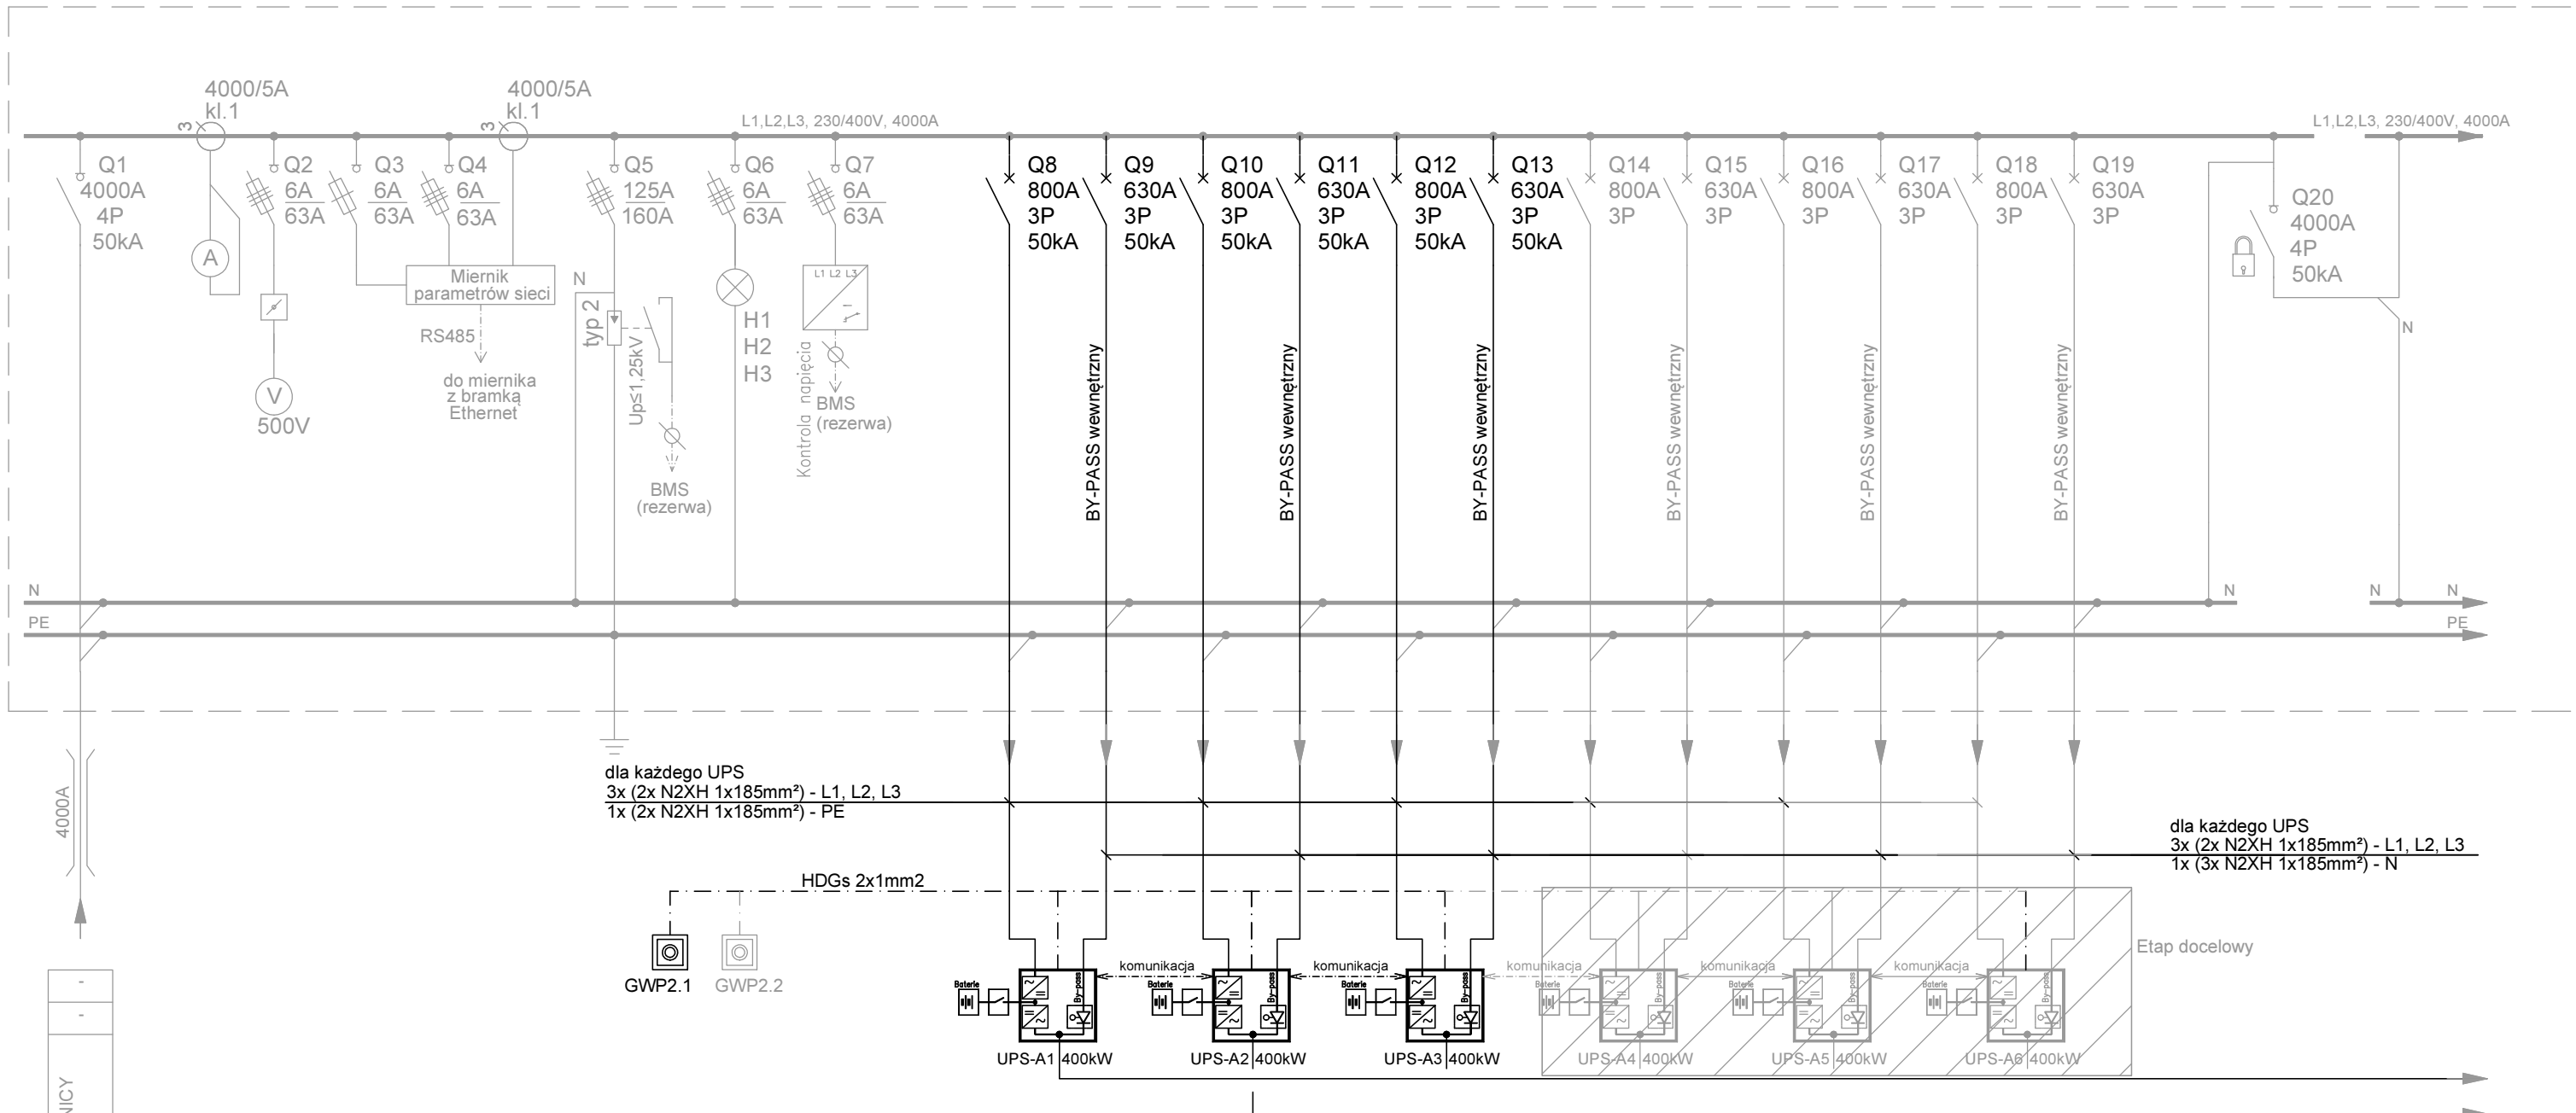 4000/5A
kl.1
3
4000/5A
kl.1
3
L1,L2,L3, 230/400V, 4000A
L1,L2,L3, 230/400V, 4000A
Q1
4000A
4P
50kA
Q2
6A
63A
Q3
6A
63A
Q4
6A
63A
Q5
125A
160A
Q6
6A
63A
Q7
6A
63A
Q8
800A
3P
50kA
Q9
630A
3P
50kA
Q10
800A
3P
50kA
Q11
630A
3P
50kA
Q12
800A
3P
50kA
Q13
630A
3P
50kA
Q14
800A
3P
Q15
630A
3P
Q16
800A
3P
Q17
630A
3P
Q18
800A
3P
Q19
630A
3P
Q20
4000A
4P
50kA
N
A
V
500V
Miernik
parametrów sieci
RS485
do miernika
z bramką
Ethernet
N
typ 2
Up≤1,25kV
BMS
(rezerwa)
H1
H2
H3
L1 L2 L3
Kontrola napięcia
BMS
(rezerwa)
BY-PASS wewnętrzny
BY-PASS wewnętrzny
BY-PASS wewnętrzny
BY-PASS wewnętrzny
BY-PASS wewnętrzny
BY-PASS wewnętrzny
N
N
N
N
PE
PE
4000A
dla każdego UPS
3x (2x N2XH 1x185mm²) - L1, L2, L3
1x (2x N2XH 1x185mm²) - PE
dla każdego UPS
3x (2x N2XH 1x185mm²) - L1, L2, L3
1x (3x N2XH 1x185mm²) - N
HDGs 2x1mm2
GWP2.1
GWP2.2
Etap docelowy
komunikacja
komunikacja
komunikacja
komunikacja
komunikacja
Baterie
By-pass
Baterie
By-pass
Baterie
By-pass
Baterie
By-pass
Baterie
By-pass
Baterie
By-pass
UPS-A1 400kW
UPS-A2 400kW
UPS-A3 400kW
UPS-A4 400kW
UPS-A5 400kW
UPS-A6 400kW
-
-
NICY